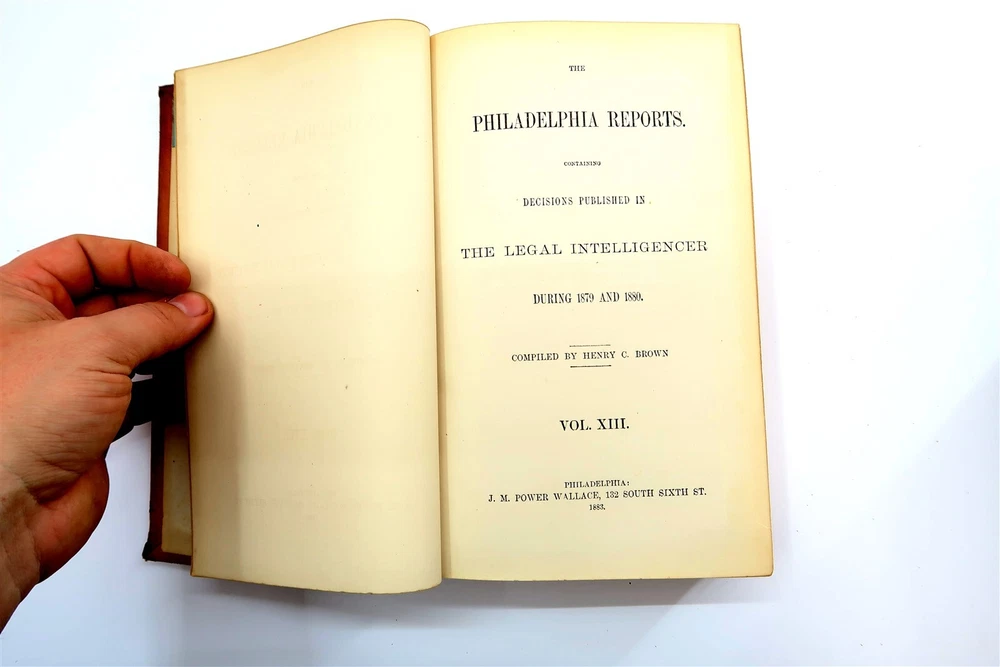 THE
PHILADELPHIA REPORTS.
CONTAINING
DECISIONS PUBLISHED IN
THE LEGAL INTELLIGENCER
DURING 1879 AND 1880.
COMPILED BY HENRY C. BROWN
VOL. XIII.
PHILADELPHIA:
J. M. POWER WALLACE, 132 SOUTH SIXTH ST.
1883.